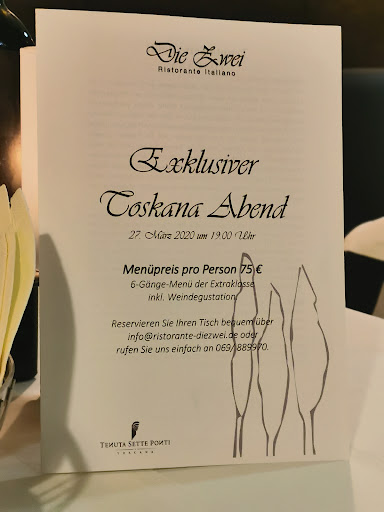 Die Zwei
Ristorante Italiano
Exklusiver
Toskana Abend
27. März 2020 um 19:00 Uhr
Menüpreis pro Person 75 €
6-Gänge-Menü der Extraklasse
inkl. Weindegustation.
Reservieren Sie Ihren Tisch bequem über
info@ristorante-diezwei.de oder
rufen Sie uns einfach an 069/ 885970.
TENUTA SETTE PONTI
TOSCANA